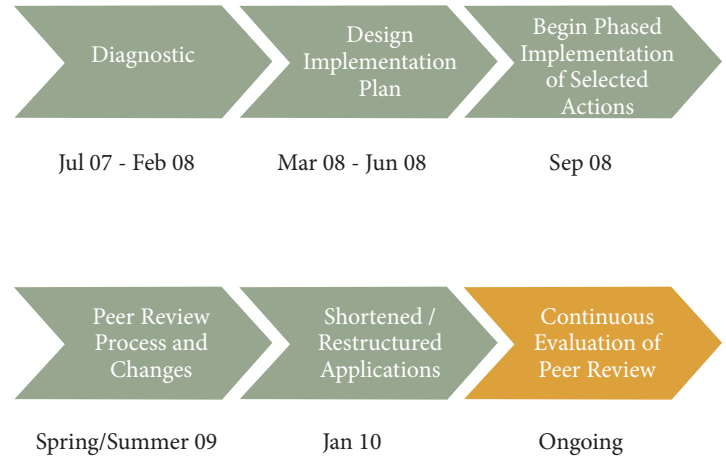 Diagnostic
Design
Implementation
Plan
Begin Phased
Implementation
of Selected
Actions
Jul 07 - Feb 08
Mar 08 - Jun 08
Sep 08
Peer Review
Process and
Changes
Shortened /
Restructured
Applications
Continuous
Evaluation of
Peer Review
Spring/Summer 09
Jan 10
Ongoing